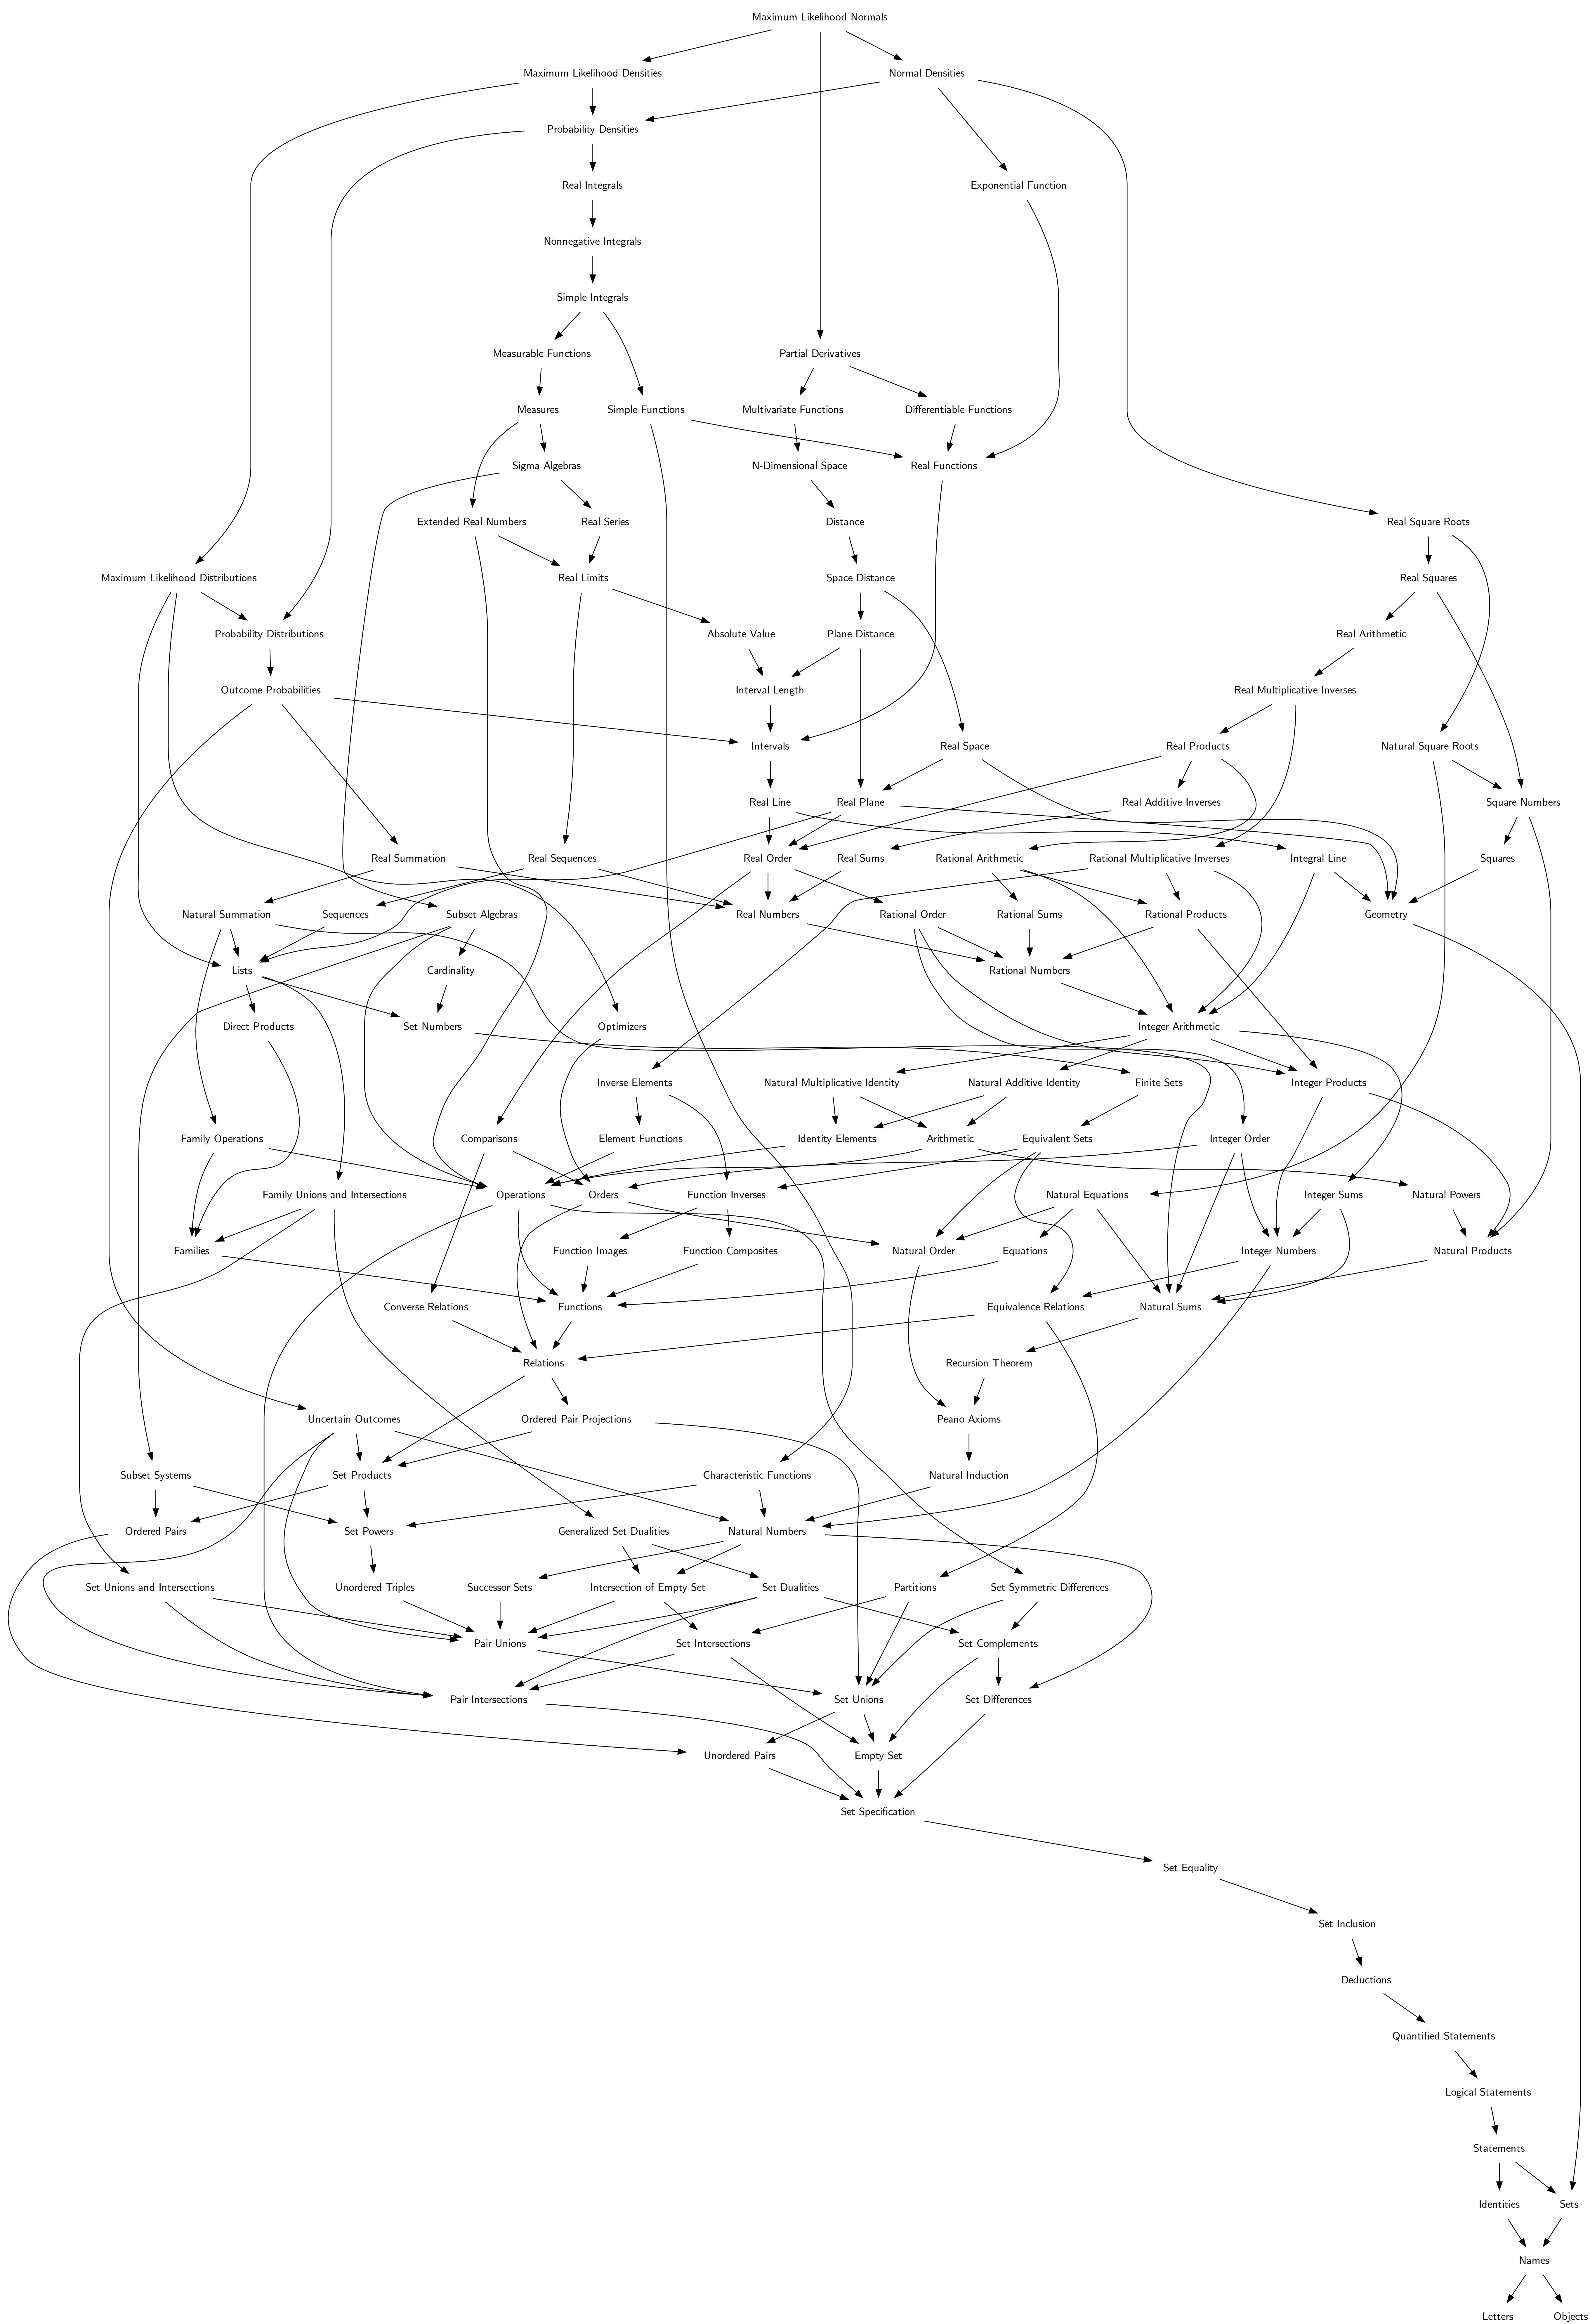 Maximum Likelihood Normals
Maximum Likelihood Densities
Normal Densities
Probability Densities
Real Integrals
Exponential Function
Nonnegative Integrals
Simple Integrals
Measurable Functions
Partial Derivatives
Measures
Simple Functions
Multivariate Functions
Differentiable Functions
Sigma Algebras
N-Dimensional Space
Real Functions
Extended Real Numbers
Real Series
Distance
Real Square Roots
Maximum Likelihood Distributions
Real Limits
Space Distance
Real Squares
Probability Distributions
Absolute Value
Plane Distance
Real Arithmetic
Outcome Probabilities
Interval Length
Real Multiplicative Inverses
Intervals
Real Space
Real Products
Natural Square Roots
Real Line
Real Plane
Real Additive Inverses
Square Numbers
Real Summation
Real Sequences
Real Order
Real Sums
Rational Arithmetic
Rational Multiplicative Inverses
Integral Line
Squares
Natural Summation
Sequences
Subset Algebras
Real Numbers
Rational Order
Rational Sums
Rational Products
Geometry
Lists
Cardinality
Rational Numbers
Direct Products
Set Numbers
Optimizers
Integer Arithmetic
Inverse Elements
Natural Multiplicative Identity
Natural Additive Identity
Finite Sets
Integer Products
Family Operations
Comparisons
Element Functions
Identity Elements
Arithmetic
Equivalent Sets
Integer Order
Family Unions and Intersections
Operations
Orders
Function Inverses
Natural Equations
Integer Sums
Natural Powers
Families
Function Images
Function Composites
Natural Order
Equations
Integer Numbers
Natural Products
Converse Relations
Functions
Equivalence Relations
Natural Sums
Relations
Recursion Theorem
Uncertain Outcomes
Ordered Pair Projections
Peano Axioms
Subset Systems
Set Products
Characteristic Functions
Natural Induction
Ordered Pairs
Set Powers
Generalized Set Dualities
Natural Numbers
Set Unions and Intersections
Unordered Triples
Successor Sets
Intersection of Empty Set
Set Dualities
Partitions
Set Symmetric Differences
Pair Unions
Set Intersections
Set Complements
Pair Intersections
Set Unions
Set Differences
Unordered Pairs
Empty Set
Set Specification
Set Equality
Set Inclusion
Deductions
Quantified Statements
Logical Statements
Statements
Identities
Sets
Names
Letters
Objects